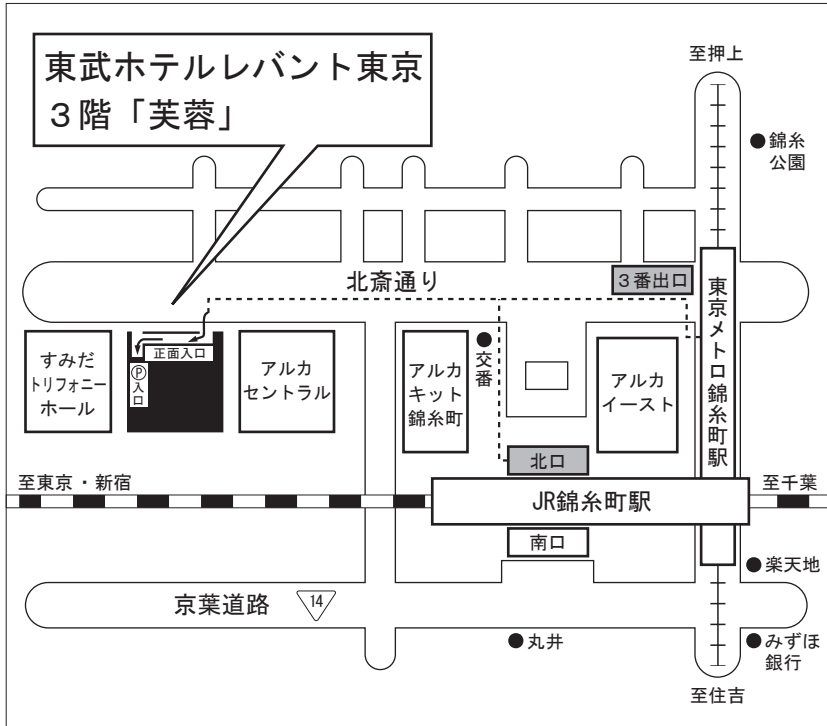 東武ホテルレバント東京
３階「芙蓉」
至押上
錦糸
公園
北斎通り
３番出口
東京メトロ錦糸町駅
すみだ
トリフォニー
ホール
正面入口
Ⓟ入口
アルカ
セントラル
アルカ
キット
錦糸町
交番
アルカ
イースト
北口
至東京・新宿
JR錦糸町駅
至千葉
南口
楽天地
京葉道路
14
丸井
みずほ
銀行
至住吉